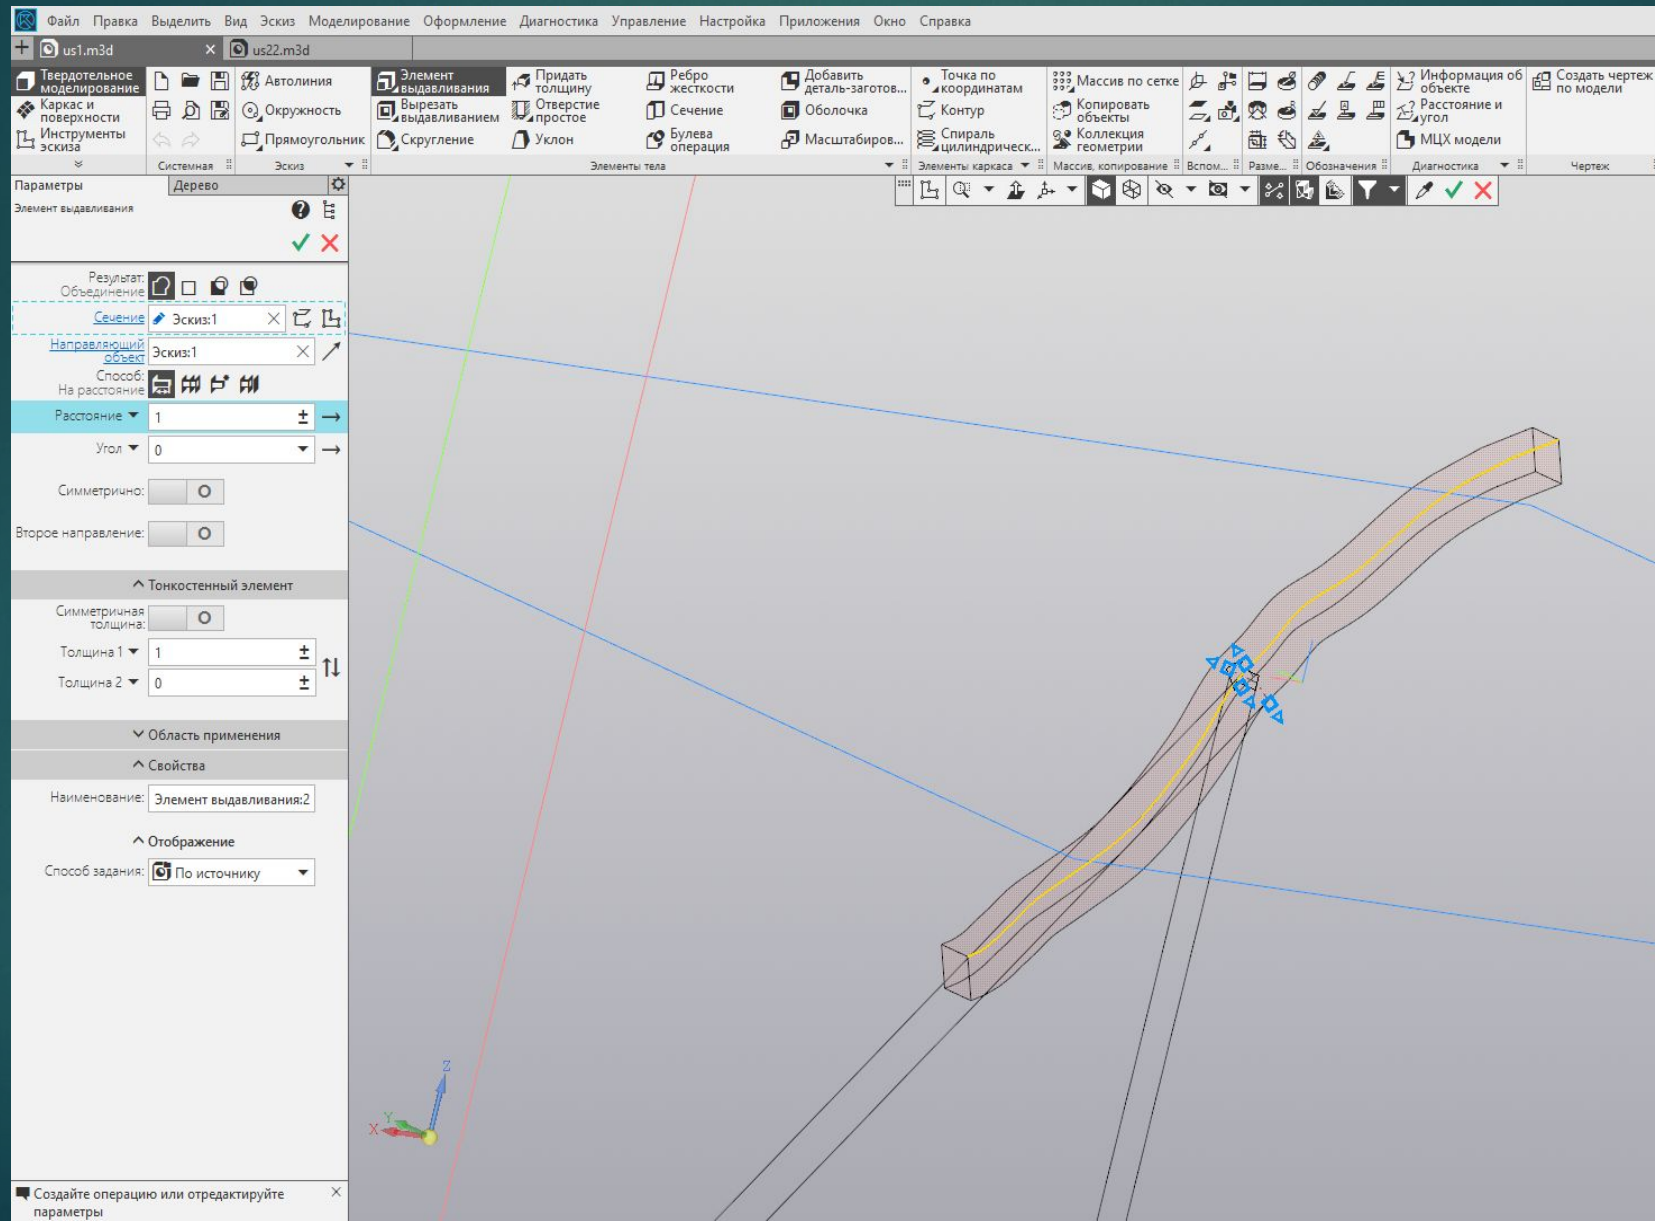 Файл Правка Выделить Вид Эскиз Моделирование Оформление Диагностика Управление Настройка Приложения Окно Справка
us1.m3d
us22.m3d
Твердотельное
моделирование
Каркас и
поверхности
Инструменты
эскиза
Системная
Автолиния
Окружность
Прямоугольник
Эскиз
Элемент
выдавливания
Вырезать
выдавливанием
Скругление
Придать
толщину
Отверстие
простое
Уклон
Ребро
жесткости
Сечение
Булева
операция
Добавить
деталь-заготов...
Оболочка
Масштабиров...
Элементы тела
Точка по
координатам
Контур
Спираль
цилиндрическ...
Элементы каркаса
Массив по сетке
Копировать
объекты
Коллекция
геометрии
Массив, копирование
Вспом...
Разме...
Обозначения
Информация об
объекте
Расстояние и
угол
МЦХ модели
Диагностика
Создать чертеж
по модели
Чертеж
Параметры
Дерево
Элемент выдавливания
Результат:
Объединение
Сечение
Эскиз:1
Направляющий
объект
Эскиз:1
Способ:
На расстояние
Расстояние
1
Угол
0
Симметрично:
Второе направление:
Тонкостенный элемент
Симметричная
толщина:
Толщина 1
1
Толщина 2
0
Область применения
Свойства
Наименование:
Элемент выдавливания:2
Отображение
Способ задания:
По источнику
Z
Y
X
Создайте операцию или отредактируйте
параметры